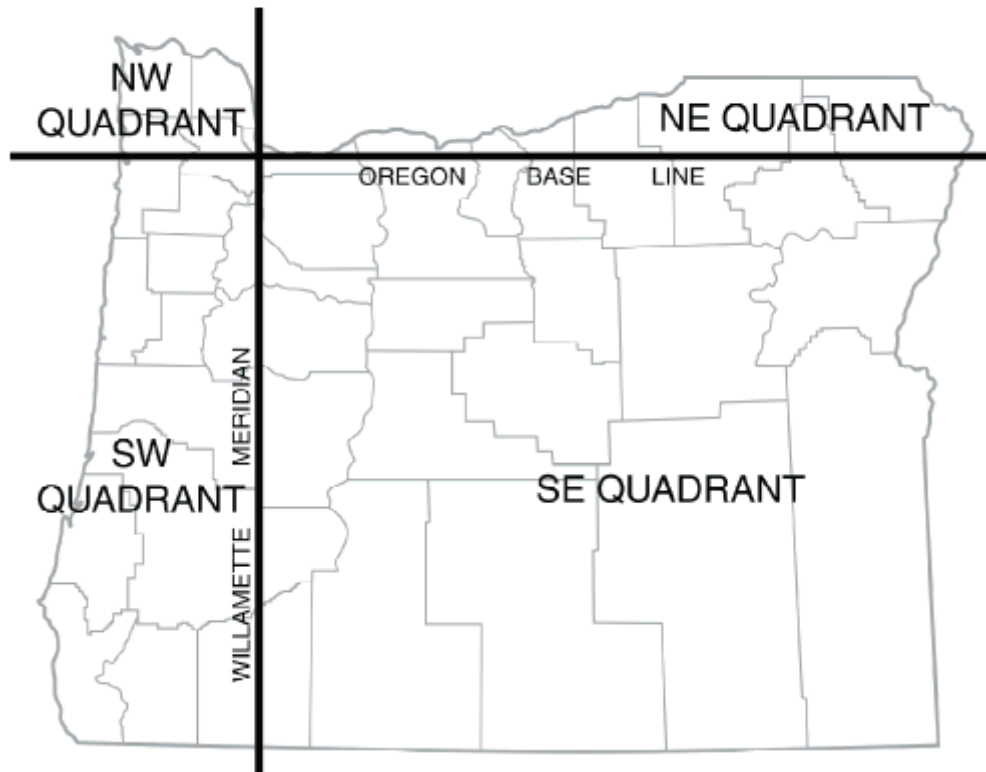 NW
QUADRANT
NE QUADRANT
OREGON BASE LINE
SW
QUADRANT
SE QUADRANT
WILLAMETTE MERIDIAN